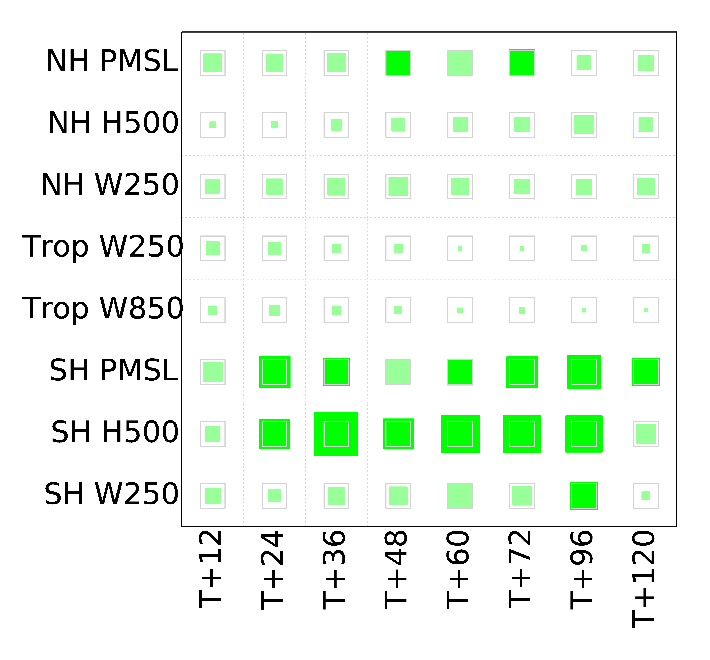 NH PMSL
NH H500
NH W250
Trop W250
Trop W850
SH PMSL
SH H500
SH W250
T+12
T+24
T+36
T+48
T+60
T+72
T+96
T+120